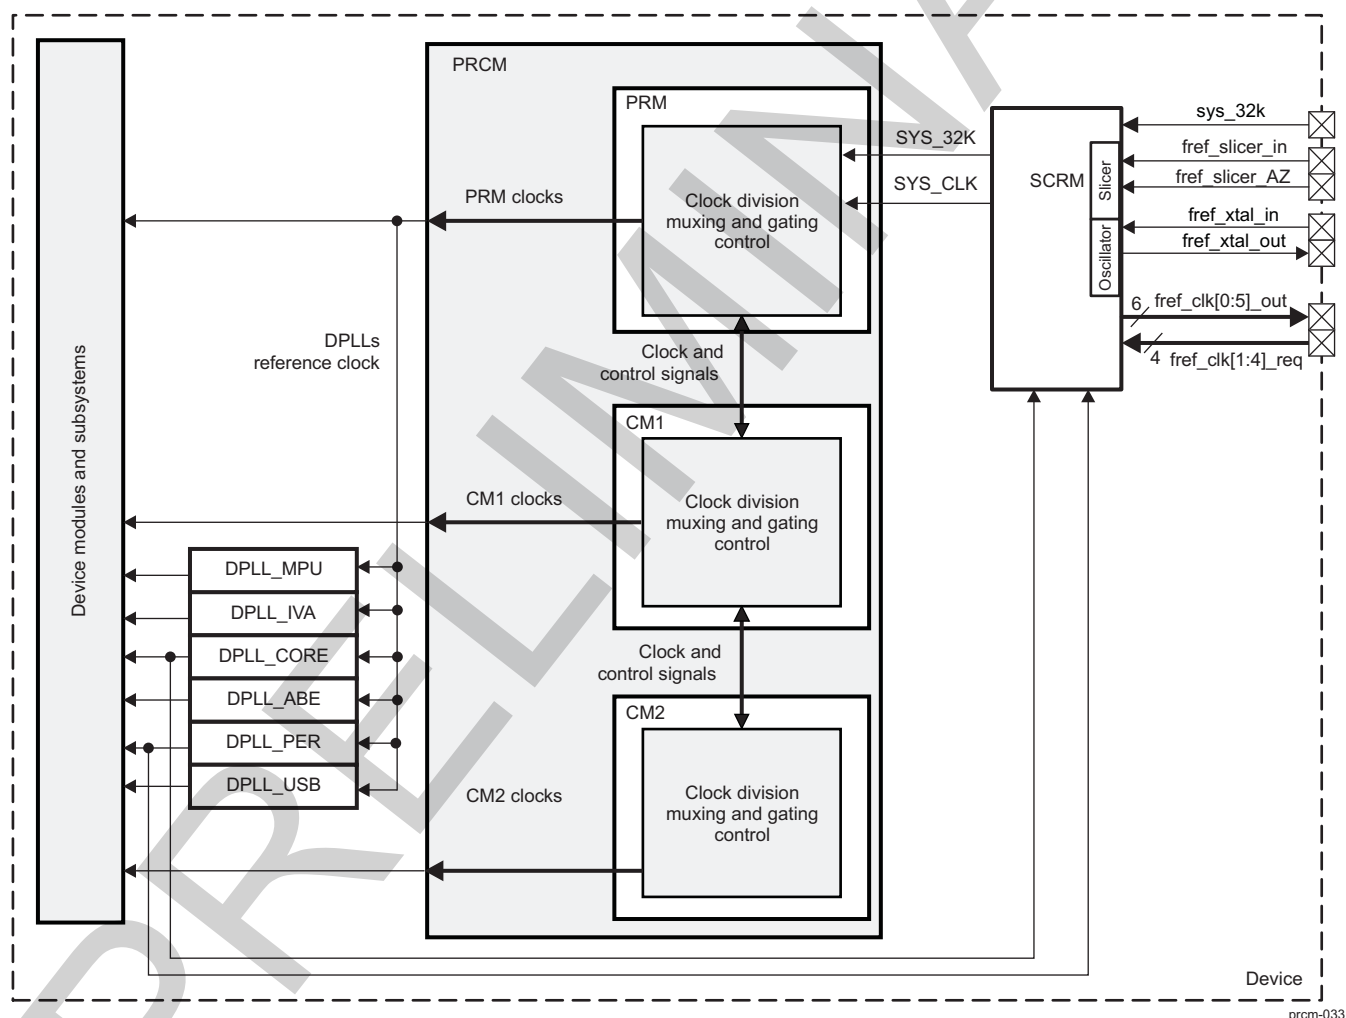 PRCM
PRM
Clock division
muxing and gating
control
SYS_32K
SYS_CLK
PRM clocks
SCRM
Slicer
Oscillator
sys_32k
fref_slicer_in
fref_slicer_AZ
fref_xtal_in
fref_xtal_out
6
fref_clk[0:5]_out
4
fref_clk[1:4]_req
DPLLs
reference clock
Clock and
control signals
Device modules and subsystems
CM1
Clock division
muxing and gating
control
CM1 clocks
DPLL_MPU
DPLL_IVA
DPLL_CORE
DPLL_ABE
DPLL_PER
DPLL_USB
Clock and
control signals
CM2
Clock division
muxing and gating
control
CM2 clocks
Device
prcm-033
PRELIMINA